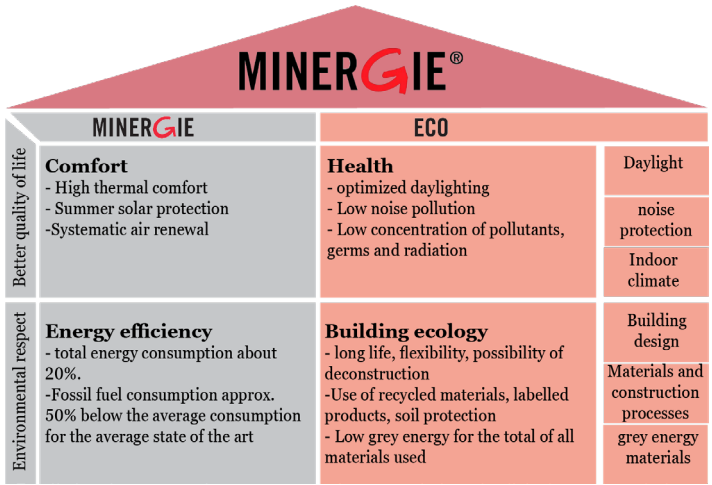 MINERGIE®
MINERGIE
ECO
Better quality of life
Comfort
- High thermal comfort
- Summer solar protection
-Systematic air renewal
Health
- optimized daylighting
- Low noise pollution
- Low concentration of pollutants,
germs and radiation
Daylight
noise
protection
Indoor
climate
Environmental respect
Energy efficiency
- total energy consumption about
20%.
-Fossil fuel consumption approx.
50% below the average consumption
for the average state of the art
Building ecology
- long life, flexibility, possibility of
deconstruction
-Use of recycled materials, labelled
products, soil protection
- Low grey energy for the total of all
materials used
Building
design
Materials and
construction
processes
grey energy
materials